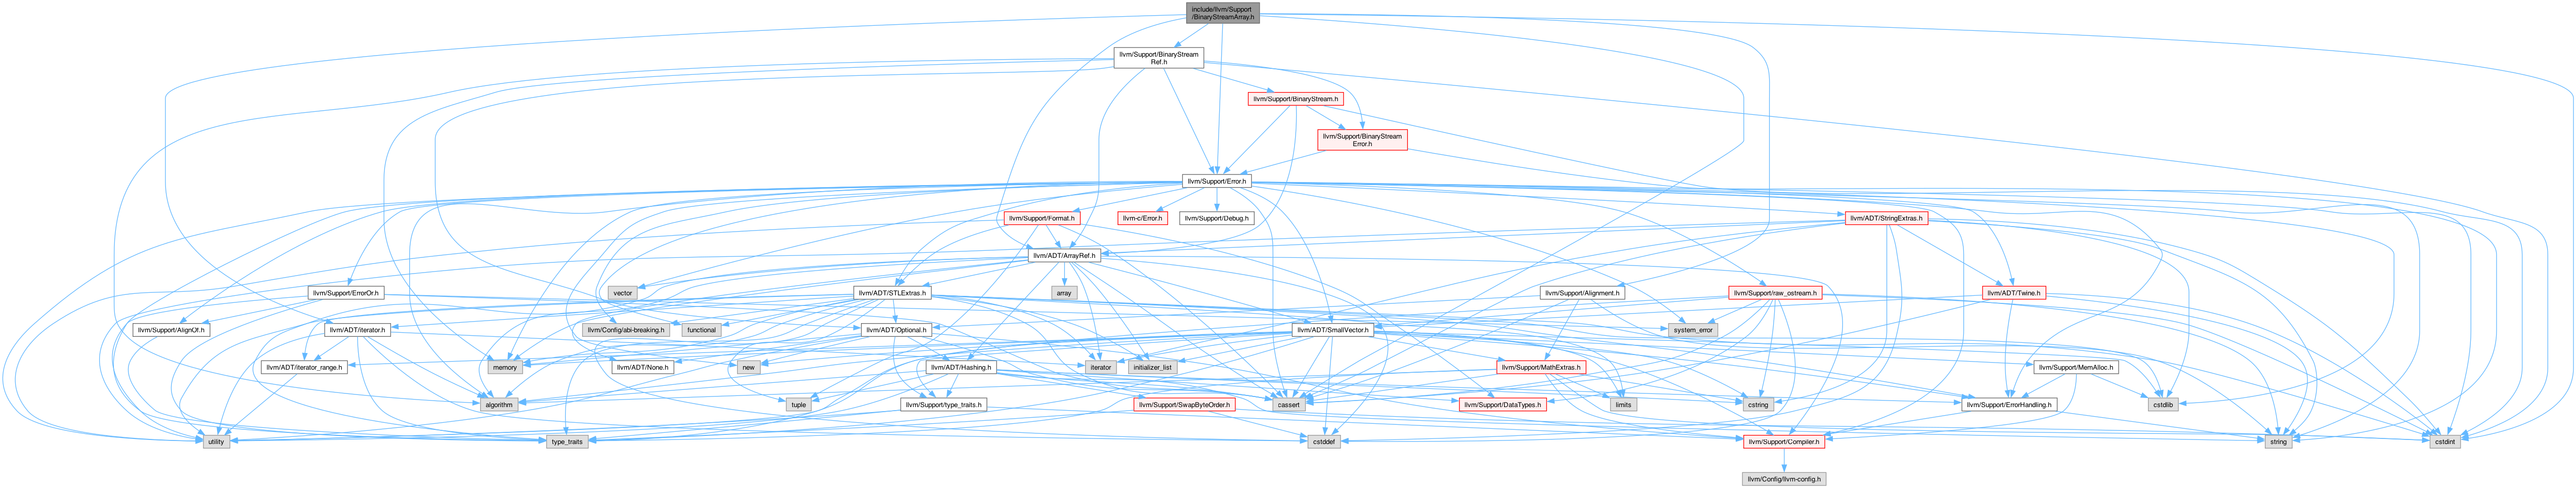 include/llvm/Support
/BinaryStreamArray.h
llvm/Support/BinaryStream
Ref.h
llvm/Support/BinaryStream.h
llvm/Support/BinaryStream
Error.h
llvm/Support/Error.h
llvm/Support/Format.h
llvm-c/Error.h
llvm/Support/Debug.h
llvm/ADT/StringExtras.h
llvm/ADT/ArrayRef.h
llvm/Support/ErrorOr.h
vector
llvm/ADT/STLExtras.h
array
llvm/Support/Alignment.h
llvm/Support/raw_ostream.h
llvm/ADT/Twine.h
llvm/Support/AlignOf.h
llvm/ADT/iterator.h
llvm/Config/abi-breaking.h
functional
llvm/ADT/Optional.h
llvm/ADT/SmallVector.h
system_error
llvm/ADT/iterator_range.h
memory
llvm/ADT/None.h
new
llvm/ADT/Hashing.h
iterator
initializer_list
llvm/Support/MathExtras.h
llvm/Support/MemAlloc.h
algorithm
tuple
llvm/Support/type_traits.h
llvm/Support/SwapByteOrder.h
cassert
llvm/Support/DataTypes.h
limits
cstring
llvm/Support/ErrorHandling.h
cstdlib
utility
type_traits
cstddef
llvm/Support/Compiler.h
string
cstdint
llvm/Config/llvm-config.h